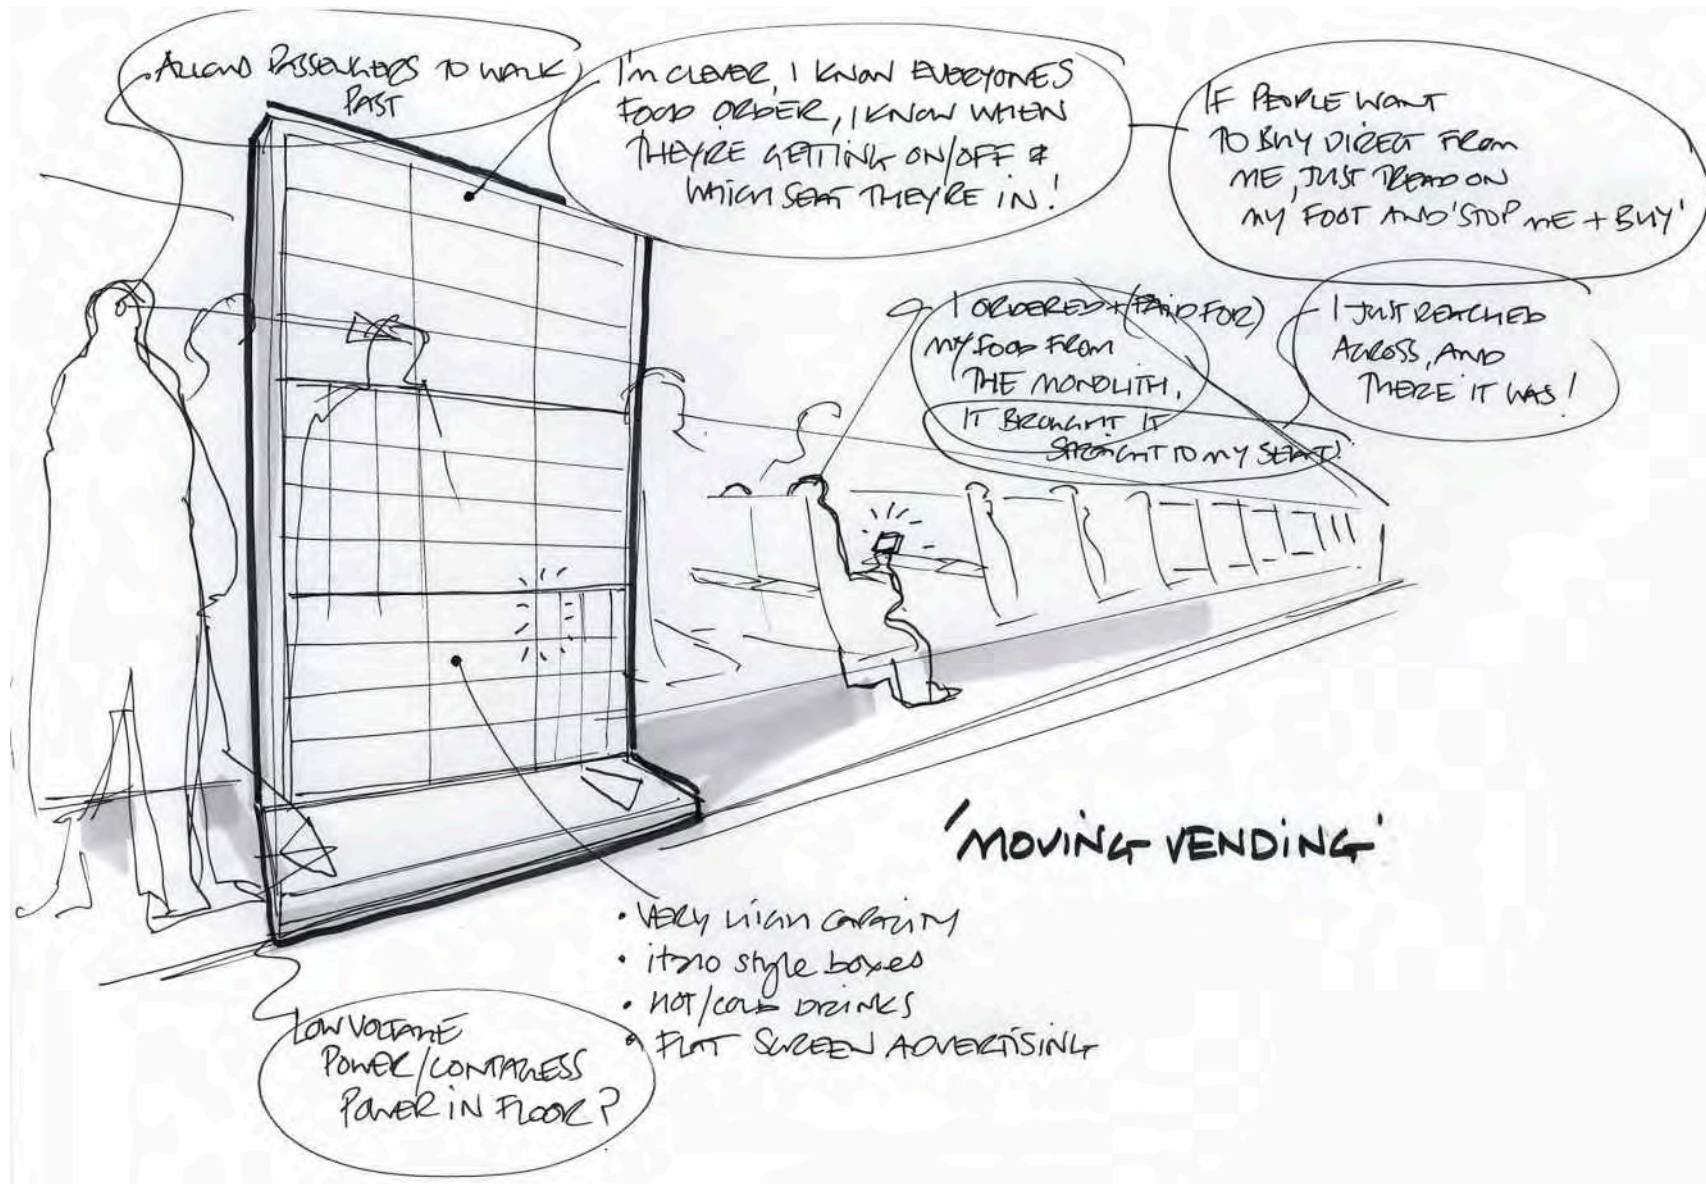 ALLOWS PASSENGERS TO WALK
PAST
I'M CLEVER, I KNOW EVERYONES
FOOD ORDER, I KNOW WHEN
THEY'RE GETTING ON/OFF &
WHICH SEAT THEY'RE IN!
IF PEOPLE WANT
TO BUY DIRECT FROM
ME, JUST TREAD ON
MY FOOT AND 'STOP ME + BUY'
I ORDERED + (PAID FOR)
MY FOOD FROM
THE MONOLITH,
IT BROUGHT IT
STRAIGHT TO MY SEAT!
I JUST REACHED
ACROSS, AND
THERE IT WAS!
'MOVING VENDING'
• VERY HIGH CAPACITY
• style boxes
• HOT/COLD DRINKS
• FLAT SCREEN ADVERTISING
LOW VOLTAGE
POWER/CONTACLESS
POWER IN FLOOR?